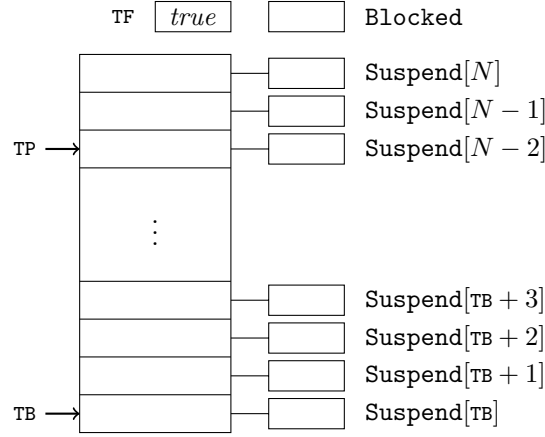 TF true Blocked
Suspend[N]
Suspend[N − 1]
TP Suspend[N − 2]
⋮
Suspend[TB + 3]
Suspend[TB + 2]
Suspend[TB + 1]
TB Suspend[TB]